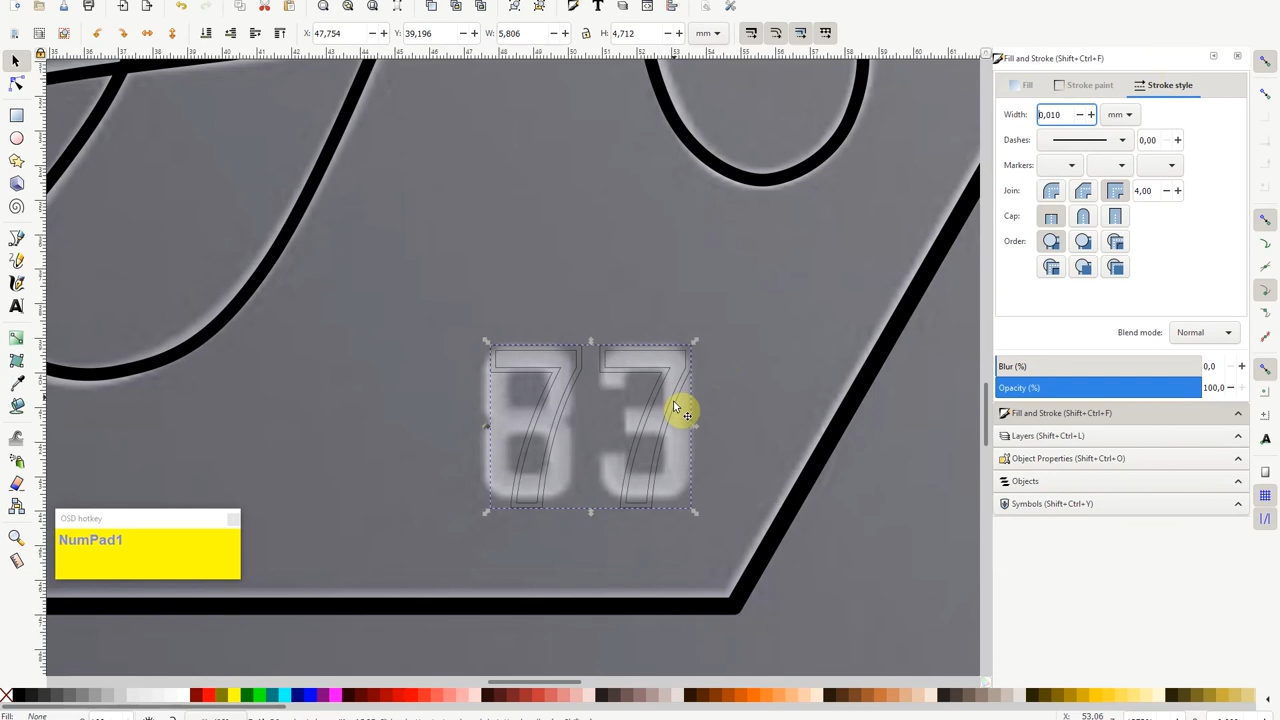 X: 47,754 Y: 39,196 W: 5,806 H: 4,712 mm
Fill and Stroke (Shift+Ctrl+F)
Fill Stroke paint Stroke style
Width: 0,010 mm
Dashes: 0,00
Markers:
Join: 4,00
Cap:
Order:
83
77
Blend mode: Normal
Blur (%) 0,0
Opacity (%) 100,0
Fill and Stroke (Shift+Ctrl+F)
Layers (Shift+Ctrl+L)
Object Properties (Shift+Ctrl+O)
Objects
Symbols (Shift+Ctrl+Y)
OSD hotkey
NumPad1
X: 53,06